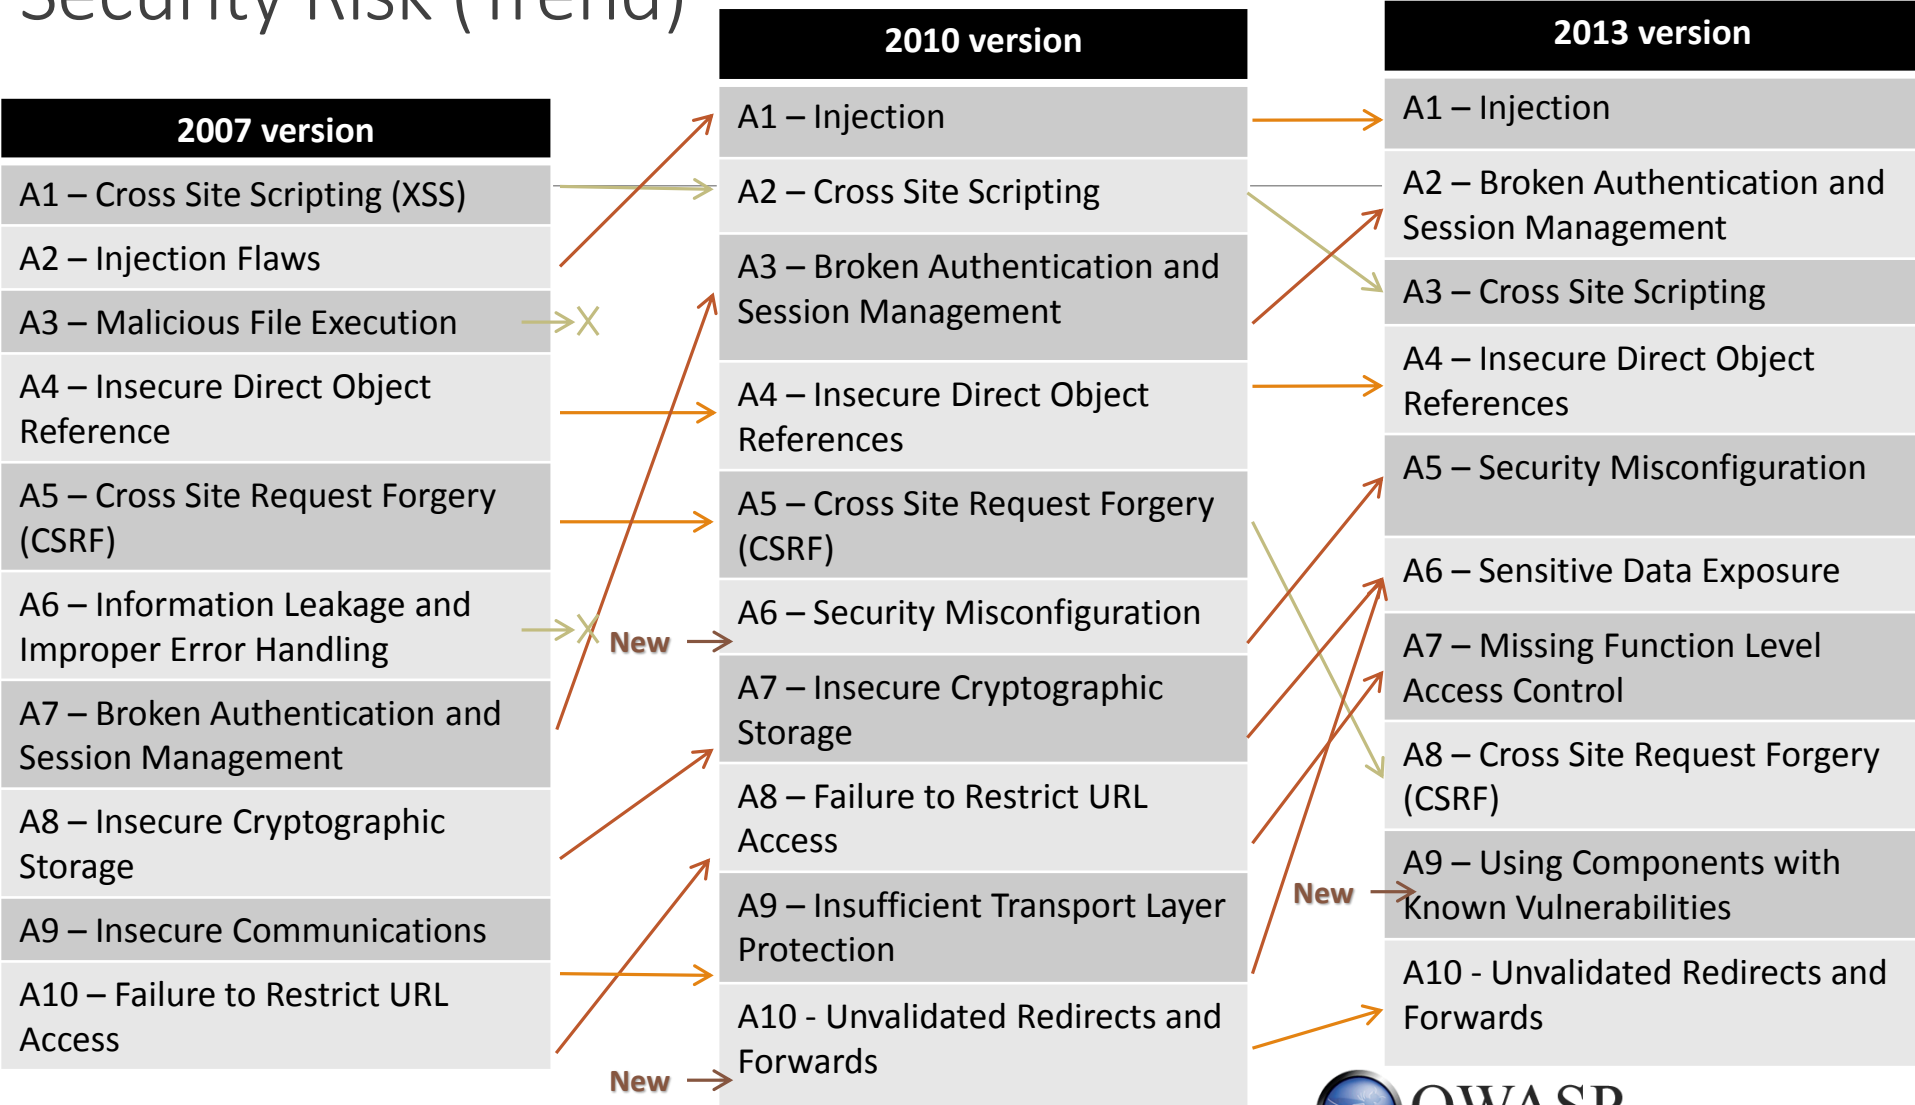 Security Risk (Trend)
2007 version
A1 – Cross Site Scripting (XSS)
A2 – Injection Flaws
A3 – Malicious File Execution
A4 – Insecure Direct Object
Reference
A5 – Cross Site Request Forgery
(CSRF)
A6 – Information Leakage and
Improper Error Handling
A7 – Broken Authentication and
Session Management
A8 – Insecure Cryptographic
Storage
A9 – Insecure Communications
A10 – Failure to Restrict URL
Access
X
X
New
New
2010 version
A1 – Injection
A2 – Cross Site Scripting
A3 – Broken Authentication and
Session Management
A4 – Insecure Direct Object
References
A5 – Cross Site Request Forgery
(CSRF)
A6 – Security Misconfiguration
A7 – Insecure Cryptographic
Storage
A8 – Failure to Restrict URL
Access
A9 – Insufficient Transport Layer
Protection
A10 - Unvalidated Redirects and
Forwards
New
2013 version
A1 – Injection
A2 – Broken Authentication and
Session Management
A3 – Cross Site Scripting
A4 – Insecure Direct Object
References
A5 – Security Misconfiguration
A6 – Sensitive Data Exposure
A7 – Missing Function Level
Access Control
A8 – Cross Site Request Forgery
(CSRF)
A9 – Using Components with
Known Vulnerabilities
A10 - Unvalidated Redirects and
Forwards
OWASP